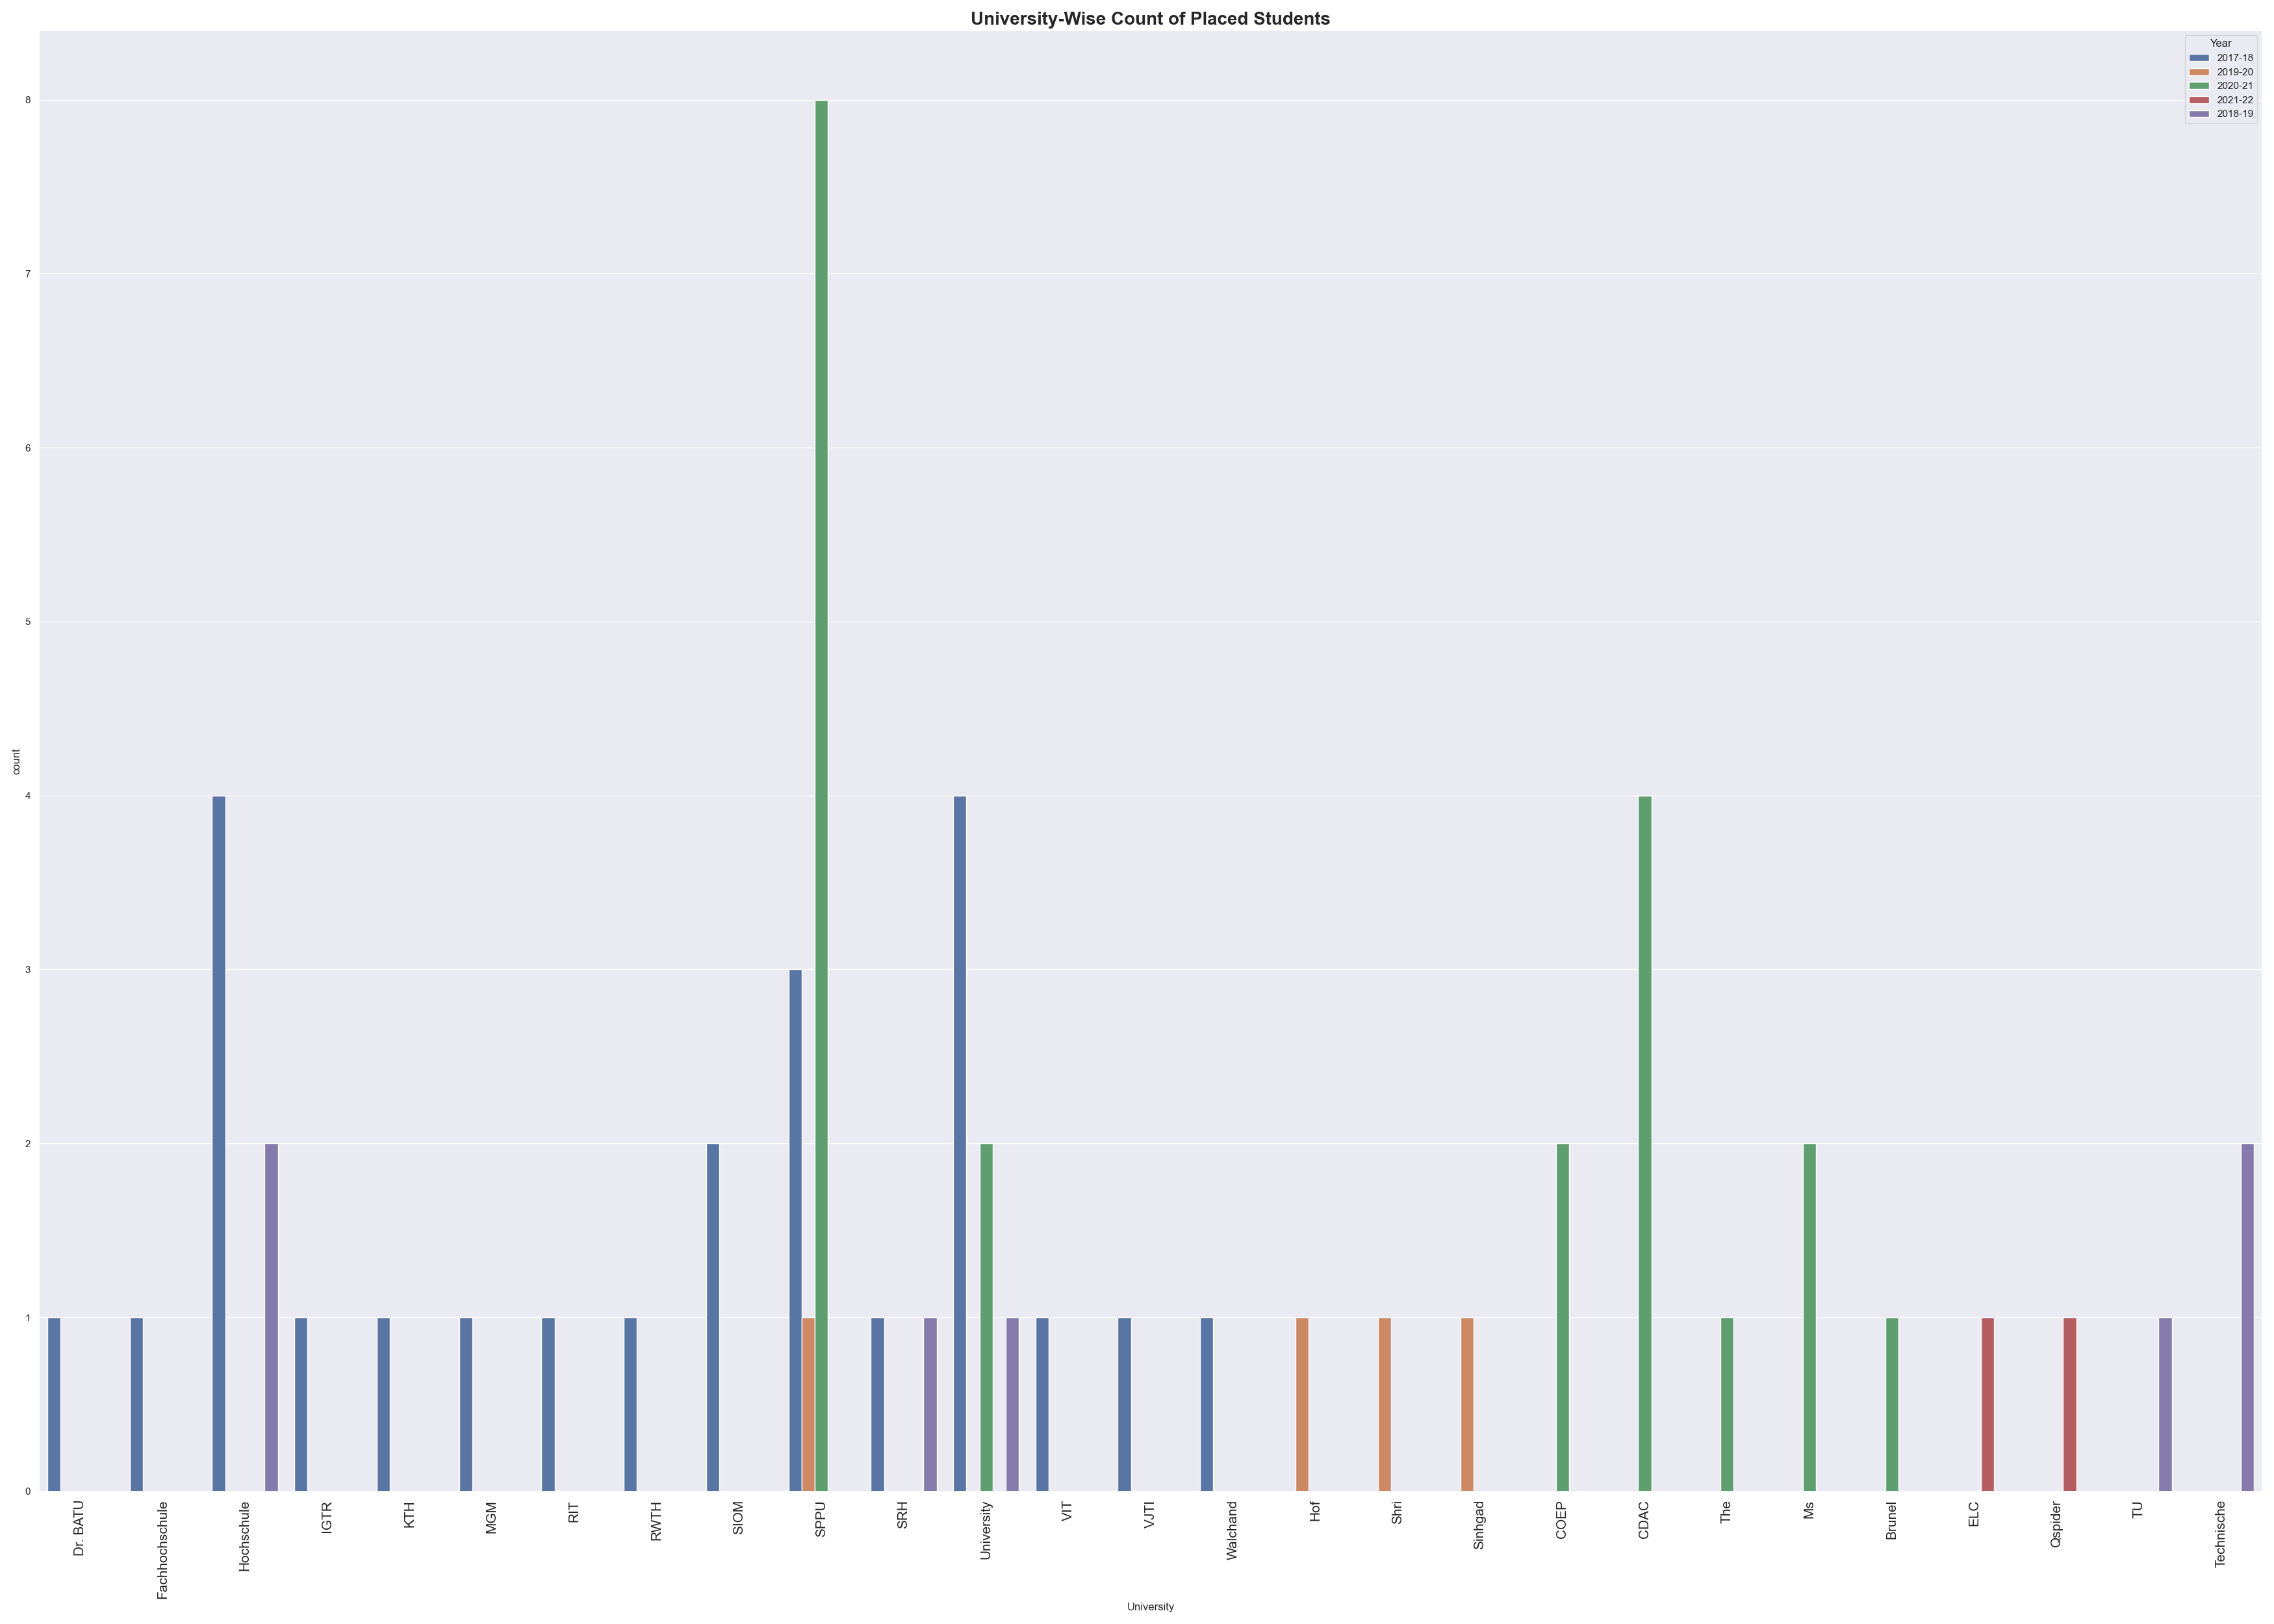 University-Wise Count of Placed Students
Year
2017-18
2019-20
2020-21
2021-22
2018-19
count
8
7
6
5
4
3
2
1
0
Dr. BATU
Fachhochschule
Hochschule
IGTR
KTH
MGM
RIT
RWTH
SIOM
SPPU
SRH
University
VIT
VJTI
Walchand
Hof
Shri
Sinhgad
COEP
CDAC
The
Ms
Brunel
ELC
Qspider
TU
Technische
University